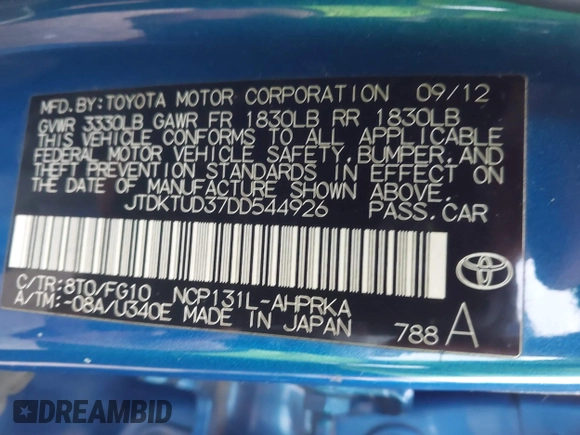 MFD.BY:TOYOTA MOTOR CORPORATION 09/12
GVWR 3330LB GAWR FR 1830LB RR 1830LB
THIS VEHICLE CONFORMS TO ALL APPLICABLE
FEDERAL MOTOR VEHICLE SAFETY, BUMPER, AND
THEFT PREVENTION STANDARDS IN EFFECT ON
THE DATE OF MANUFACTURE SHOWN ABOVE.
JTDKTUD37DD544926 PASS.CAR
C/TR:8T0/FG10 NCP131L-AHPRKA
A/TM:-08A/U340E MADE IN JAPAN 788 A
DREAMBID